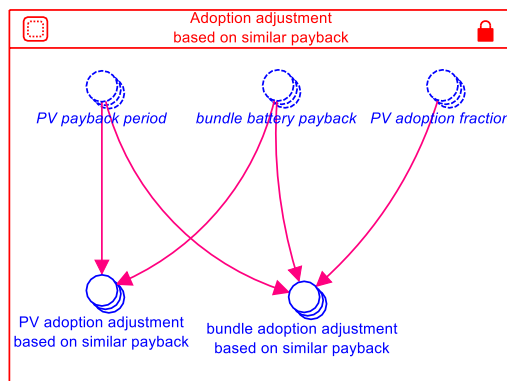 Adoption adjustment
based on similar payback
PV payback period
bundle battery payback
PV adoption fraction
PV adoption adjustment
based on similar payback
bundle adoption adjustment
based on similar payback